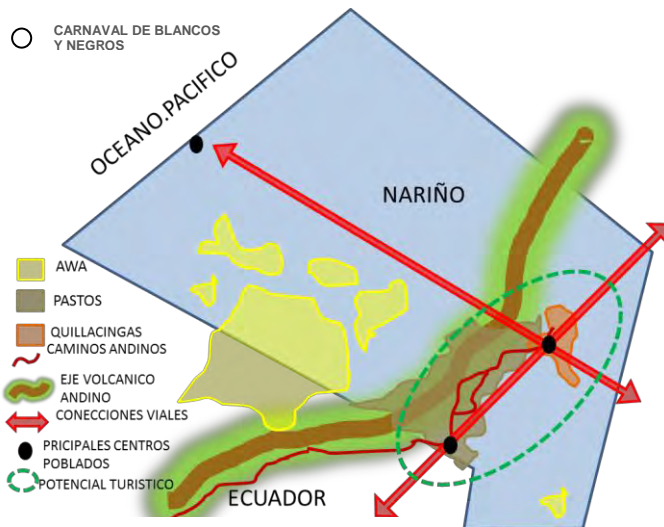 CARNAVAL DE BLANCOS
Y NEGROS
OCEANO.PACIFICO
NARIÑO
AWA
PASTOS
QUILLACINGAS
CAMINOS ANDINOS
EJE VOLCANICO
ANDINO
CONECCIONES VIALES
PRICIPALES CENTROS
POBLADOS
POTENCIAL TURISTICO
ECUADOR